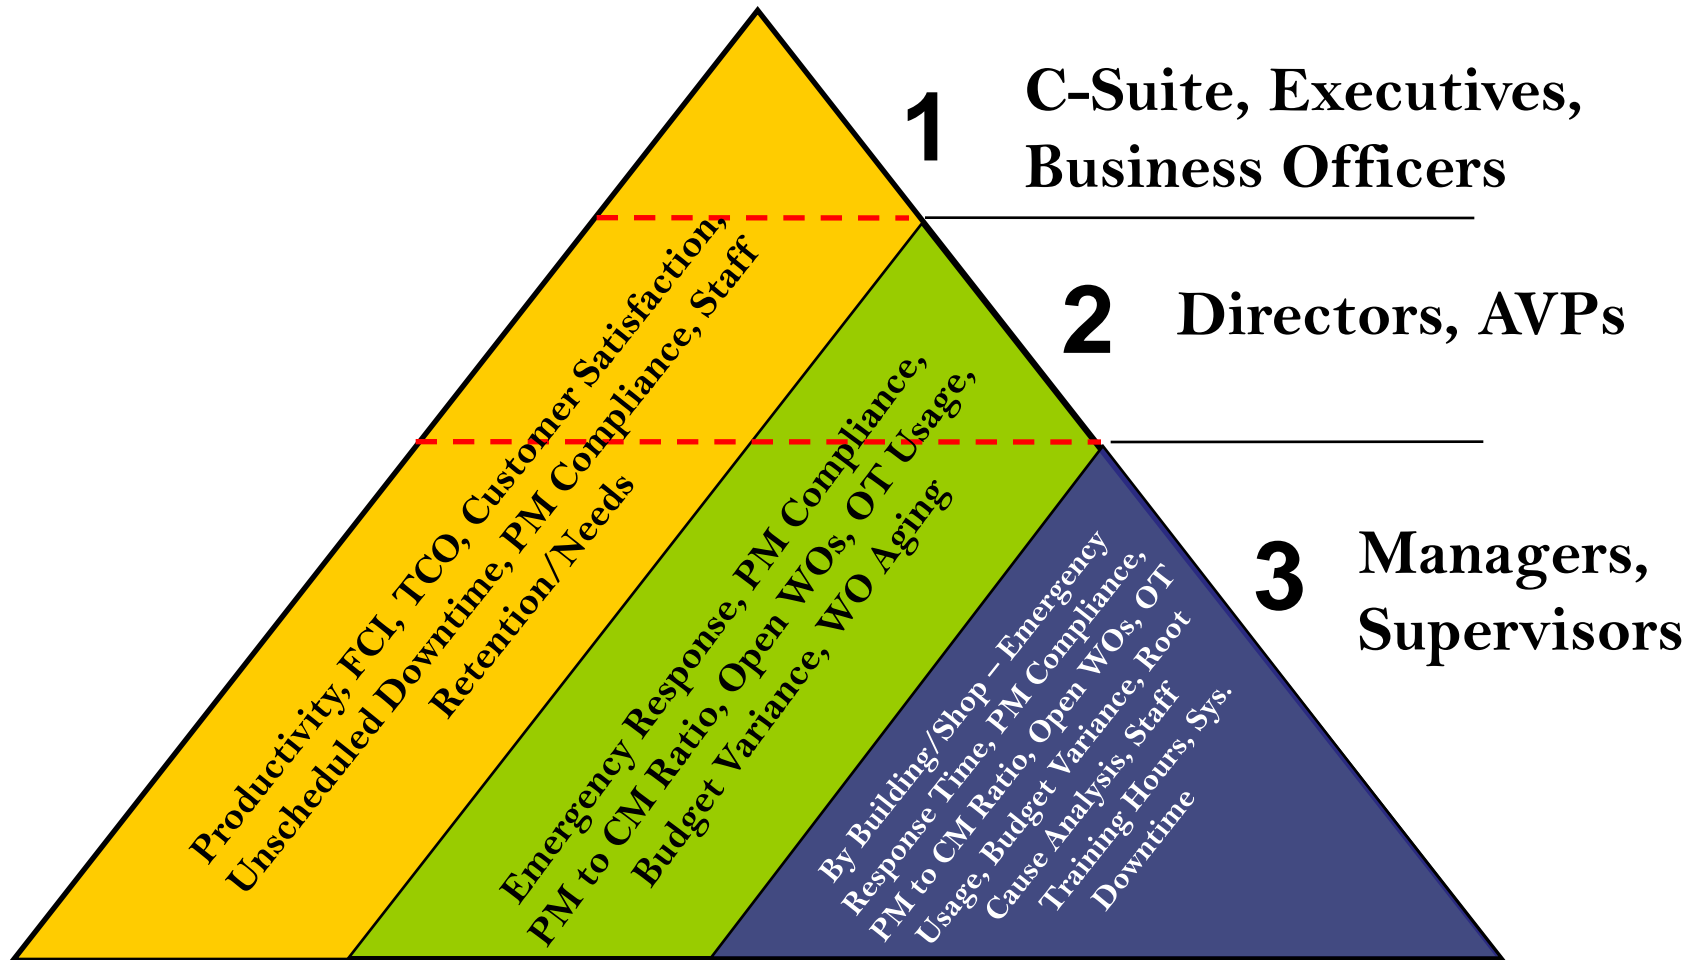 1
C-Suite, Executives,
Business Officers
2
Directors, AVPs
3
Managers,
Supervisors
Productivity, FCI, TCO, Customer Satisfaction,
Unscheduled Downtime, PM Compliance, Staff
Retention/Needs
Emergency Response, PM Compliance,
PM to CM Ratio, Open WOs, OT Usage,
Budget Variance, WO Aging
By Building/Shop – Emergency
Response Time, PM Compliance,
PM to CM Ratio, Open WOs, OT
Usage, Budget Variance, Root
Cause Analysis, Staff
Training Hours, Sys.
Downtime